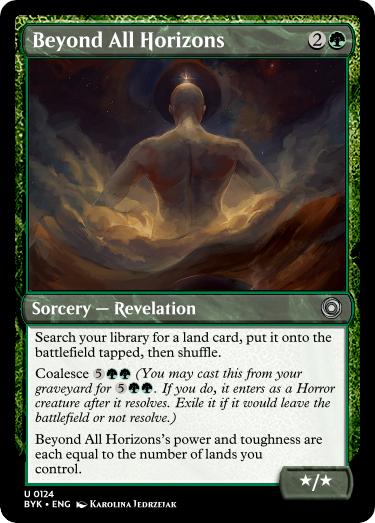 Beyond All Horizons 2
Sorcery — Revelation
Search your library for a land card, put it onto the
battlefield tapped, then shuffle.
Coalesce 5 (You may cast this from your
graveyard for 5. If you do, it enters as a Horror
creature after it resolves. Exile it if it would leave the
battlefield or not resolve.)
Beyond All Horizons's power and toughness are
each equal to the number of lands you
control.
★/★
U 0124
BYK • ENG Karolina Jedrzejak